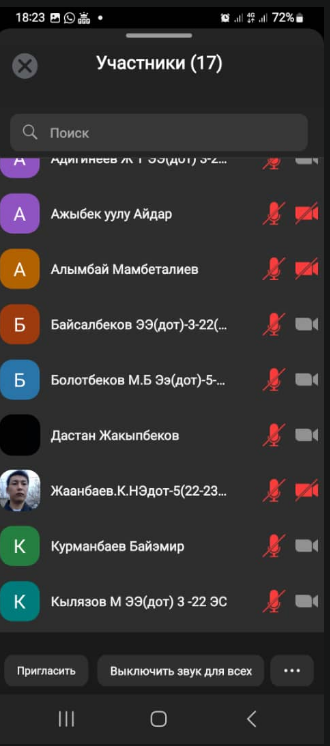 18:23 72%
Участники (17)
Поиск
А Адигинеев Ж Т ЭЭ(дот) 3-2...
А Ажыбек уулу Айдар
А Алымбай Мамбеталиев
Б Байсалбеков ЭЭ(дот)-3-22(...
Б Болотбеков М.Б Ээ(дот)-5-...
Дастан Жакыпбеков
Жаанбаев.К.НЭдот-5(22-23...
К Курманбаев Байэмир
К Кылязов М ЭЭ(дот) 3 -22 ЭС
Пригласить Выключить звук для всех ...